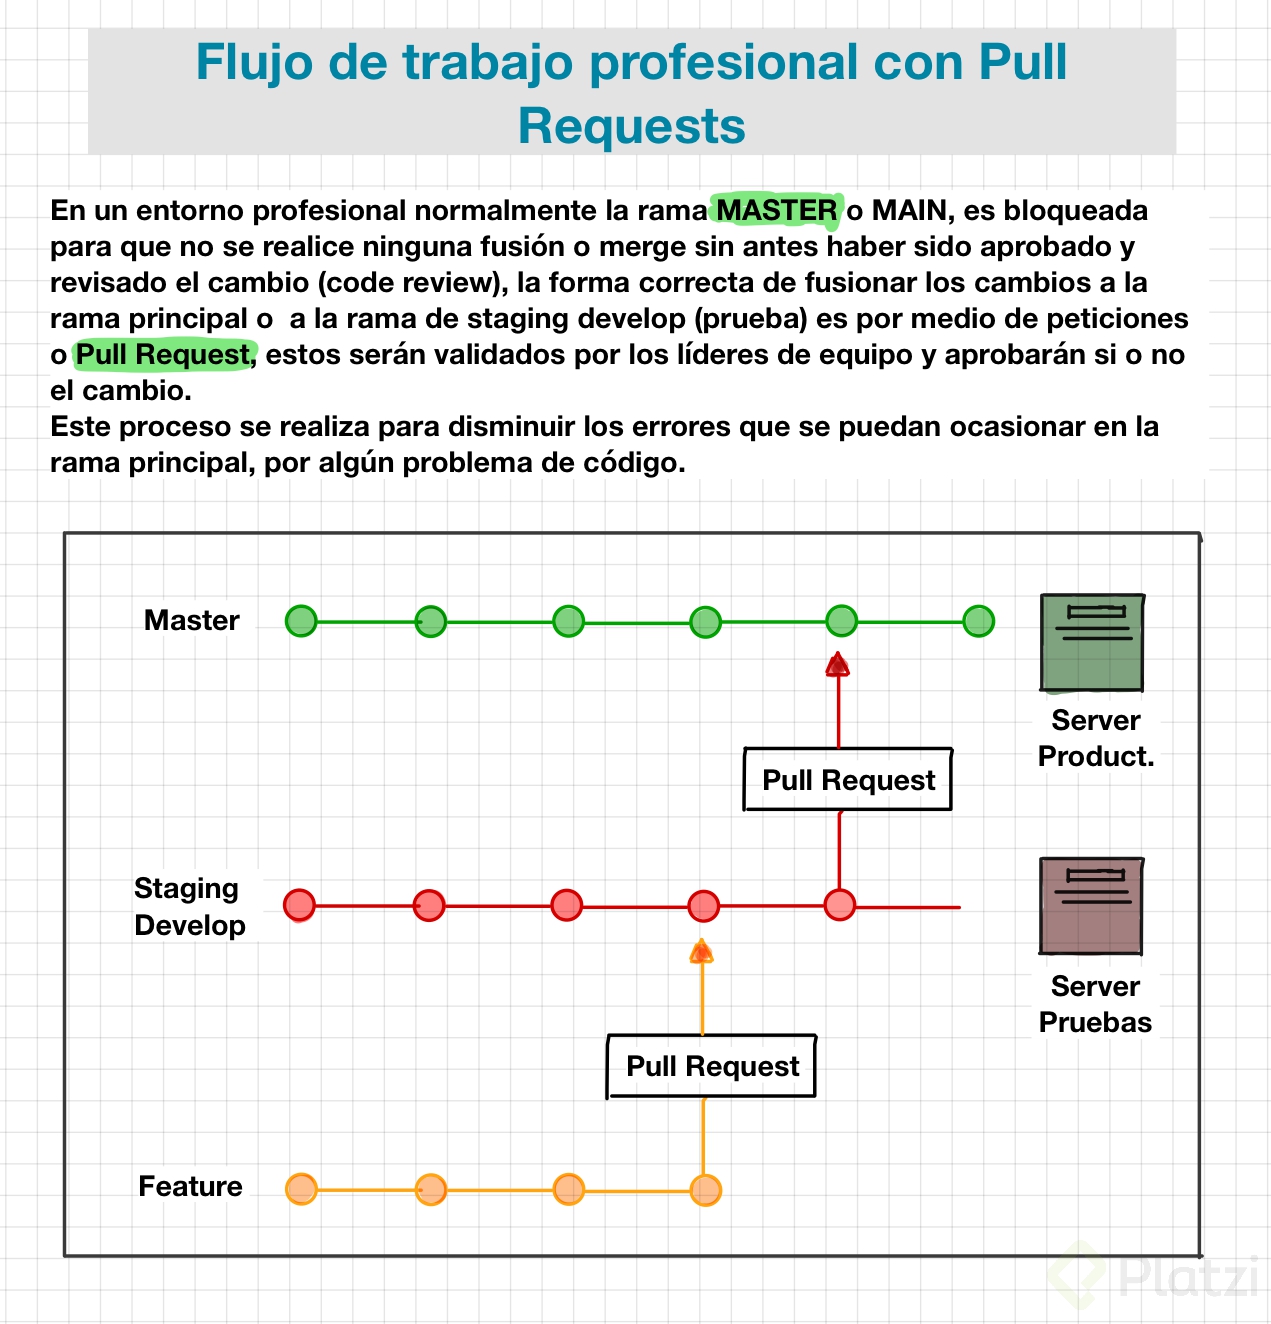 Flujo de trabajo profesional con Pull
Requests
En un entorno profesional normalmente la rama MASTER o MAIN, es bloqueada
para que no se realice ninguna fusión o merge sin antes haber sido aprobado y
revisado el cambio (code review), la forma correcta de fusionar los cambios a la
rama principal o  a la rama de staging develop (prueba) es por medio de peticiones
o Pull Request, estos serán validados por los líderes de equipo y aprobarán si o no
el cambio.
Este proceso se realiza para disminuir los errores que se puedan ocasionar en la
rama principal, por algún problema de código.
Master
Server
Product.
Pull Request
Staging
Develop
Server
Pruebas
Pull Request
Feature
Platzi